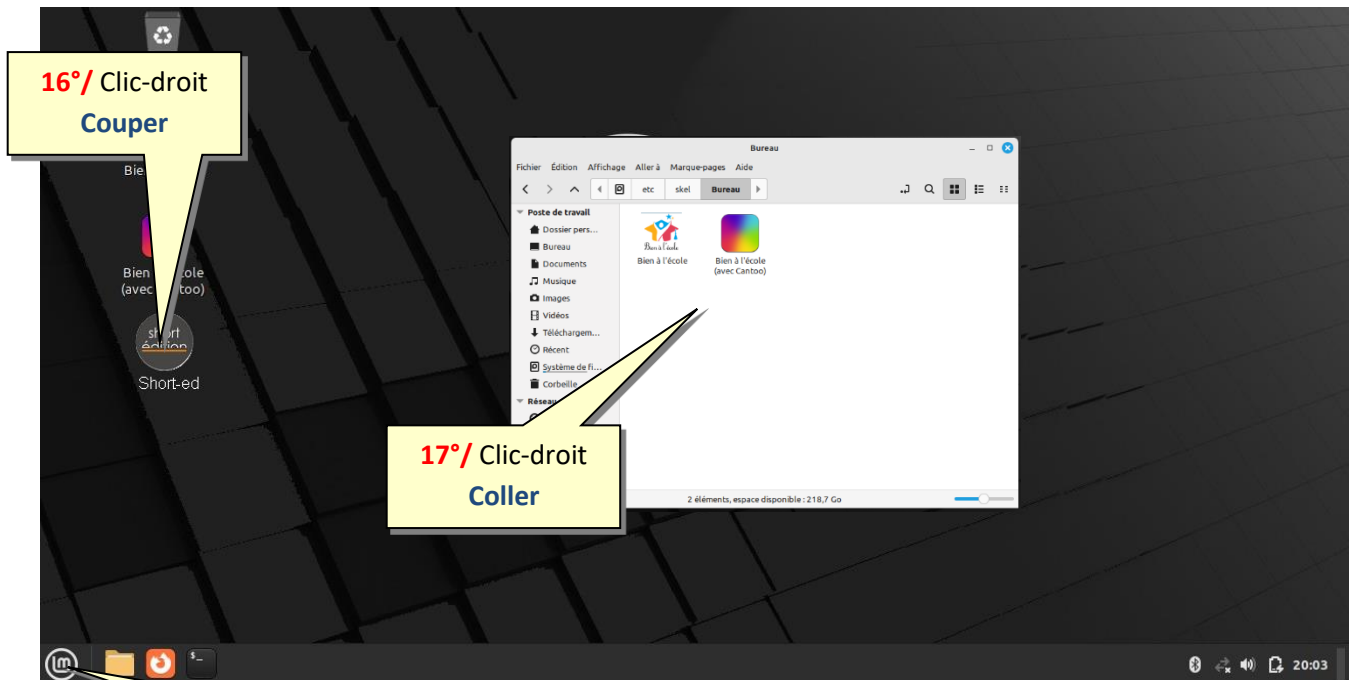 16°/ Clic-droit
Couper
Bie
Bien école
(avec too)
short
édition
Short-ed
Bureau
Fichier Édition Affichage Aller à Marque-pages Aide
etc skel Bureau
Poste de travail
Dossier pers...
Bureau
Documents
Musique
Images
Vidéos
Téléchargem...
Récent
Système de fi...
Corbeille
Réseau
Bien à l'école
Bien à l'école
Bien à l'école
(avec Cantoo)
17°/ Clic-droit
Coller
2 éléments, espace disponible : 218,7 Go
lm
$_
20:03